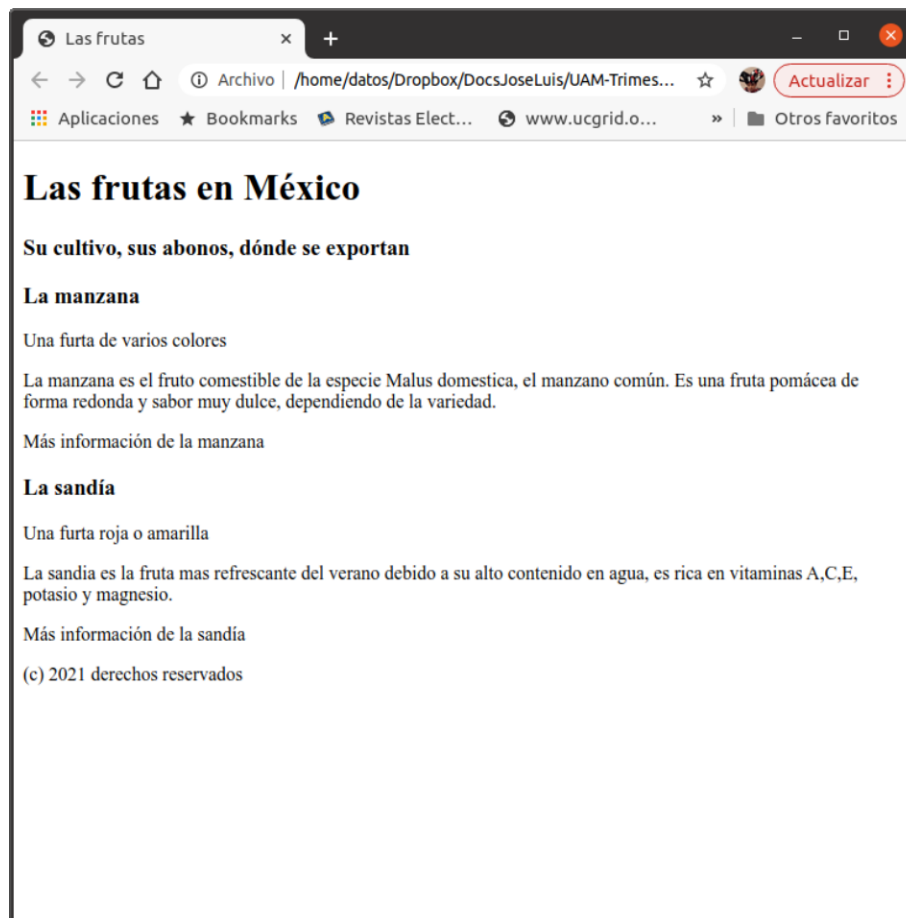 Las frutas
Archivo /home/datos/Dropbox/DocsJoseLuis/UAM-Trimes... Actualizar
Aplicaciones Bookmarks Revistas Elect... www.ucgrid.o... » Otros favoritos
Las frutas en México
Su cultivo, sus abonos, dónde se exportan
La manzana
Una furta de varios colores
La manzana es el fruto comestible de la especie Malus domestica, el manzano común. Es una fruta pomácea de
forma redonda y sabor muy dulce, dependiendo de la variedad.
Más información de la manzana
La sandía
Una furta roja o amarilla
La sandia es la fruta mas refrescante del verano debido a su alto contenido en agua, es rica en vitaminas A,C,E,
potasio y magnesio.
Más información de la sandía
(c) 2021 derechos reservados